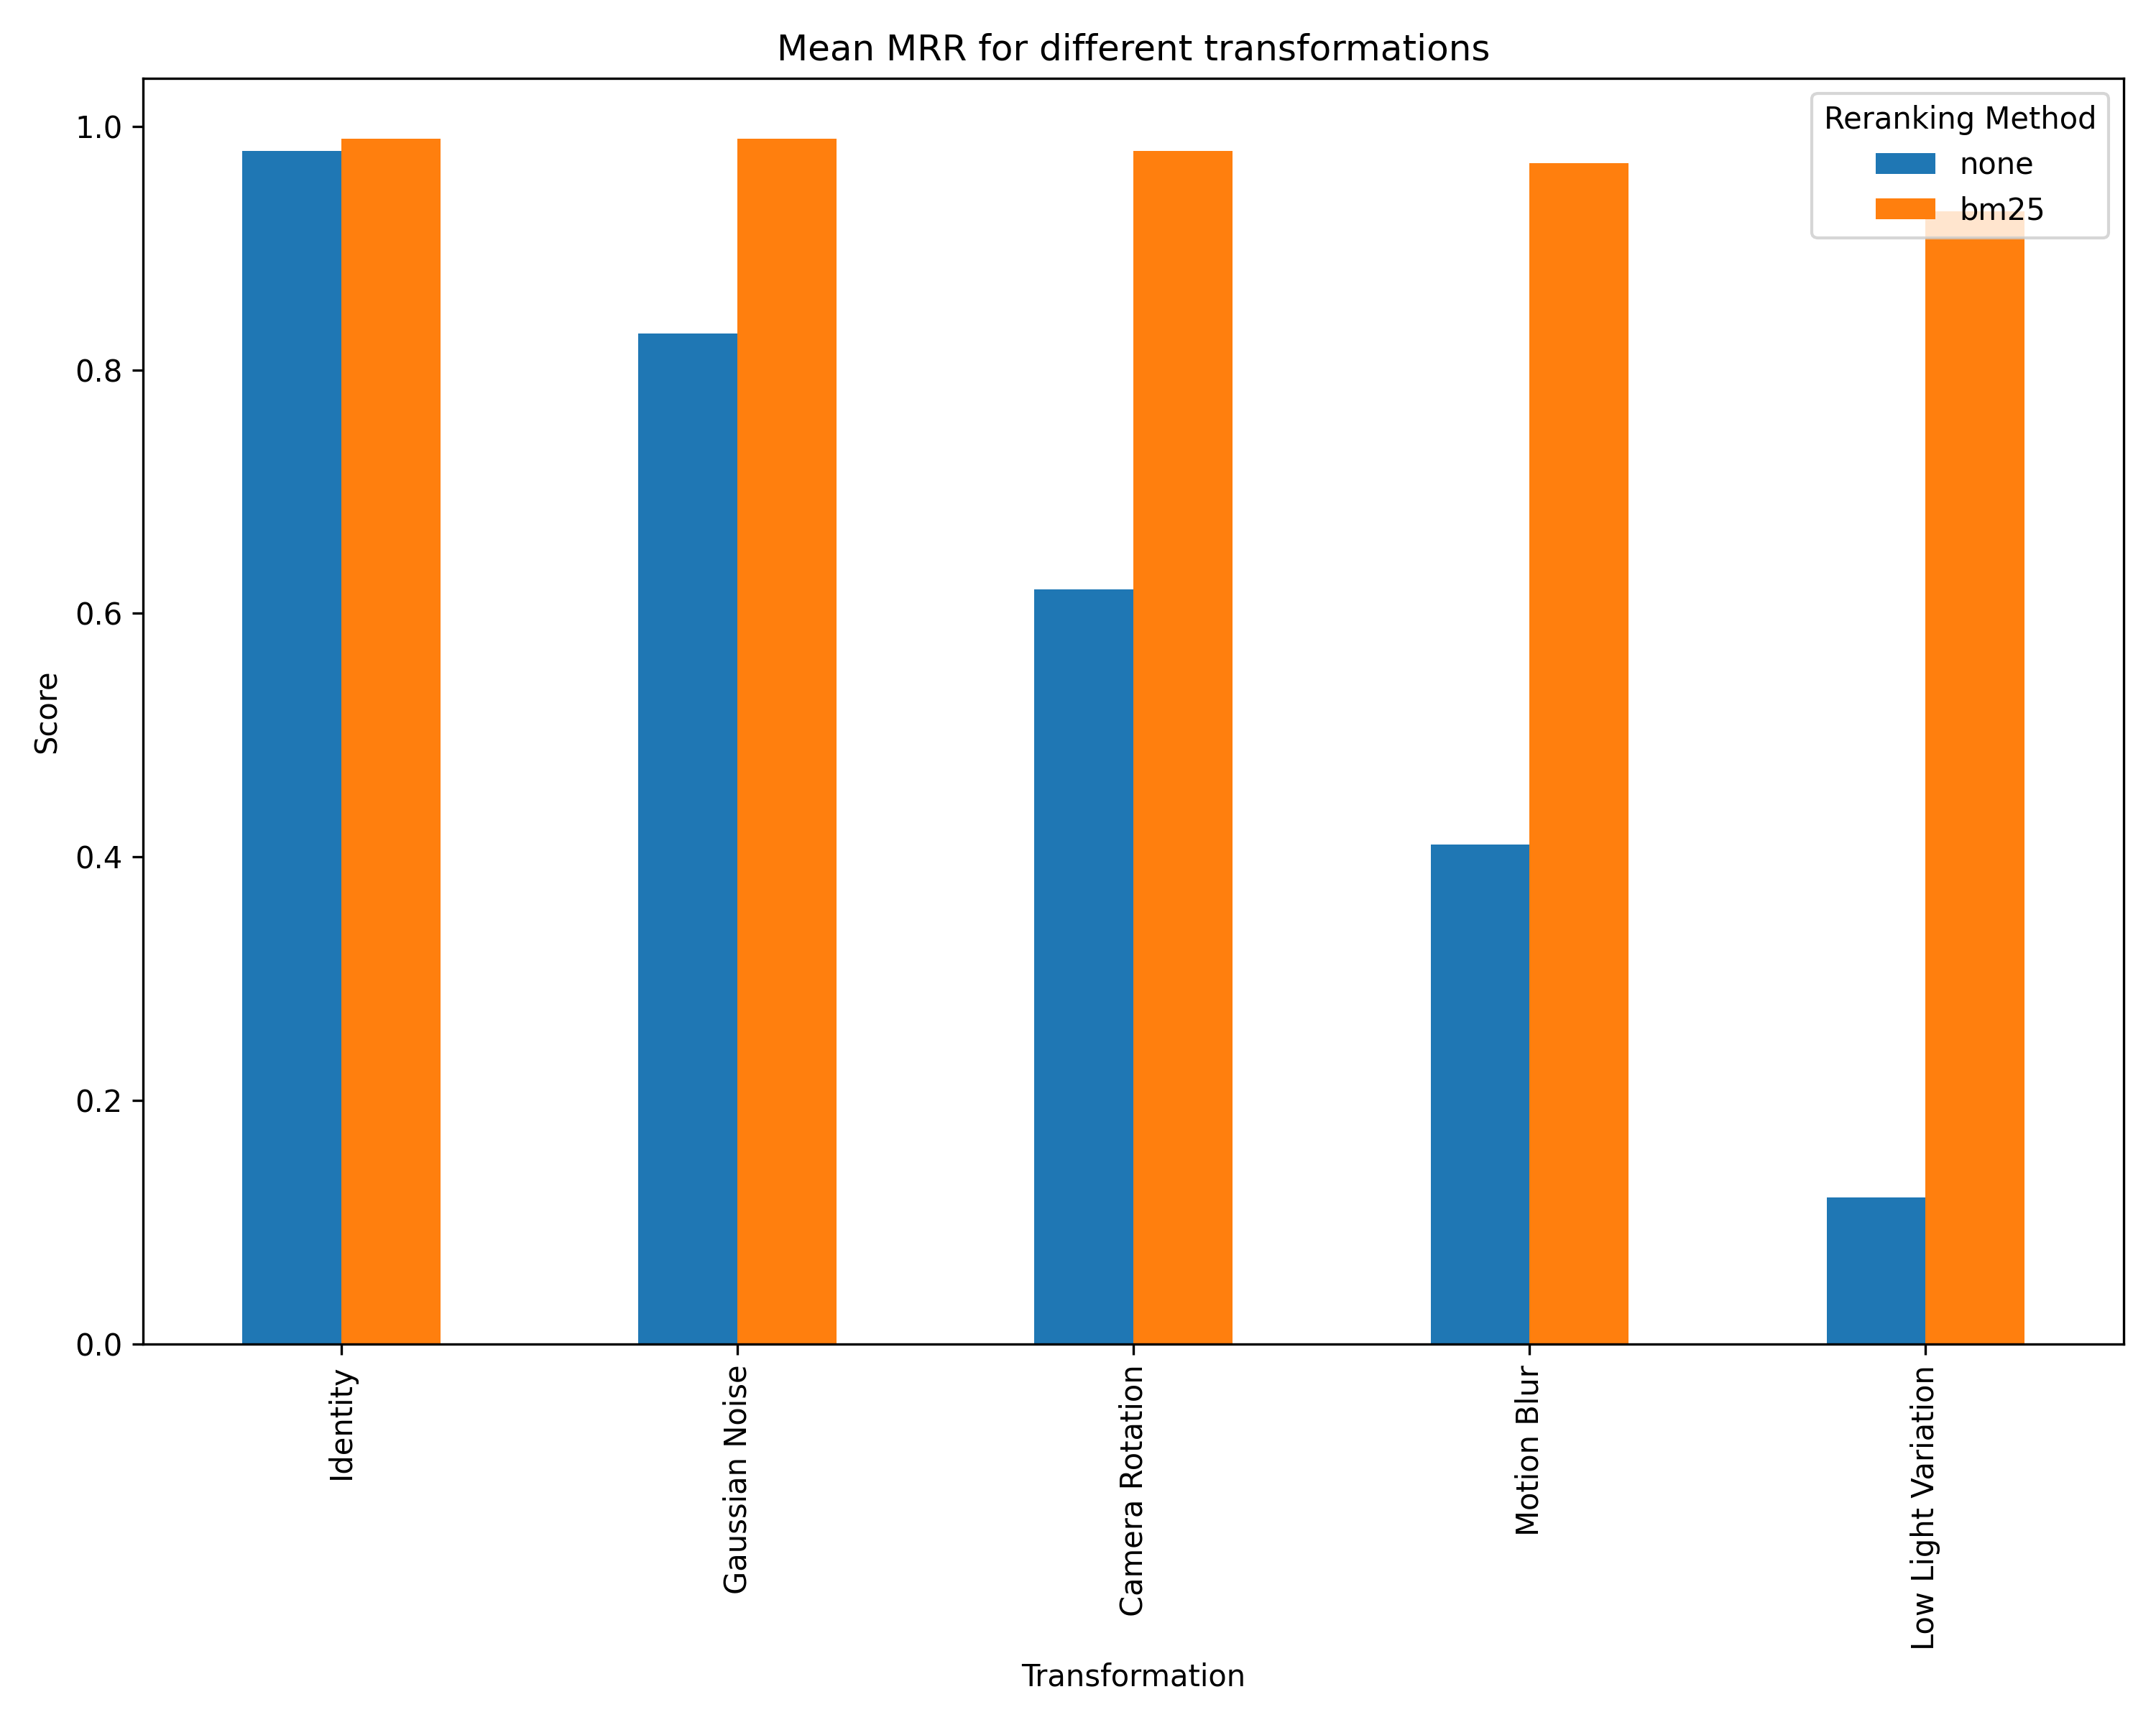 Mean MRR for different transformations
Reranking Method
none
bm25
1.0
0.8
0.6
0.4
0.2
0.0
Score
Identity
Gaussian Noise
Camera Rotation
Motion Blur
Low Light Variation
Transformation